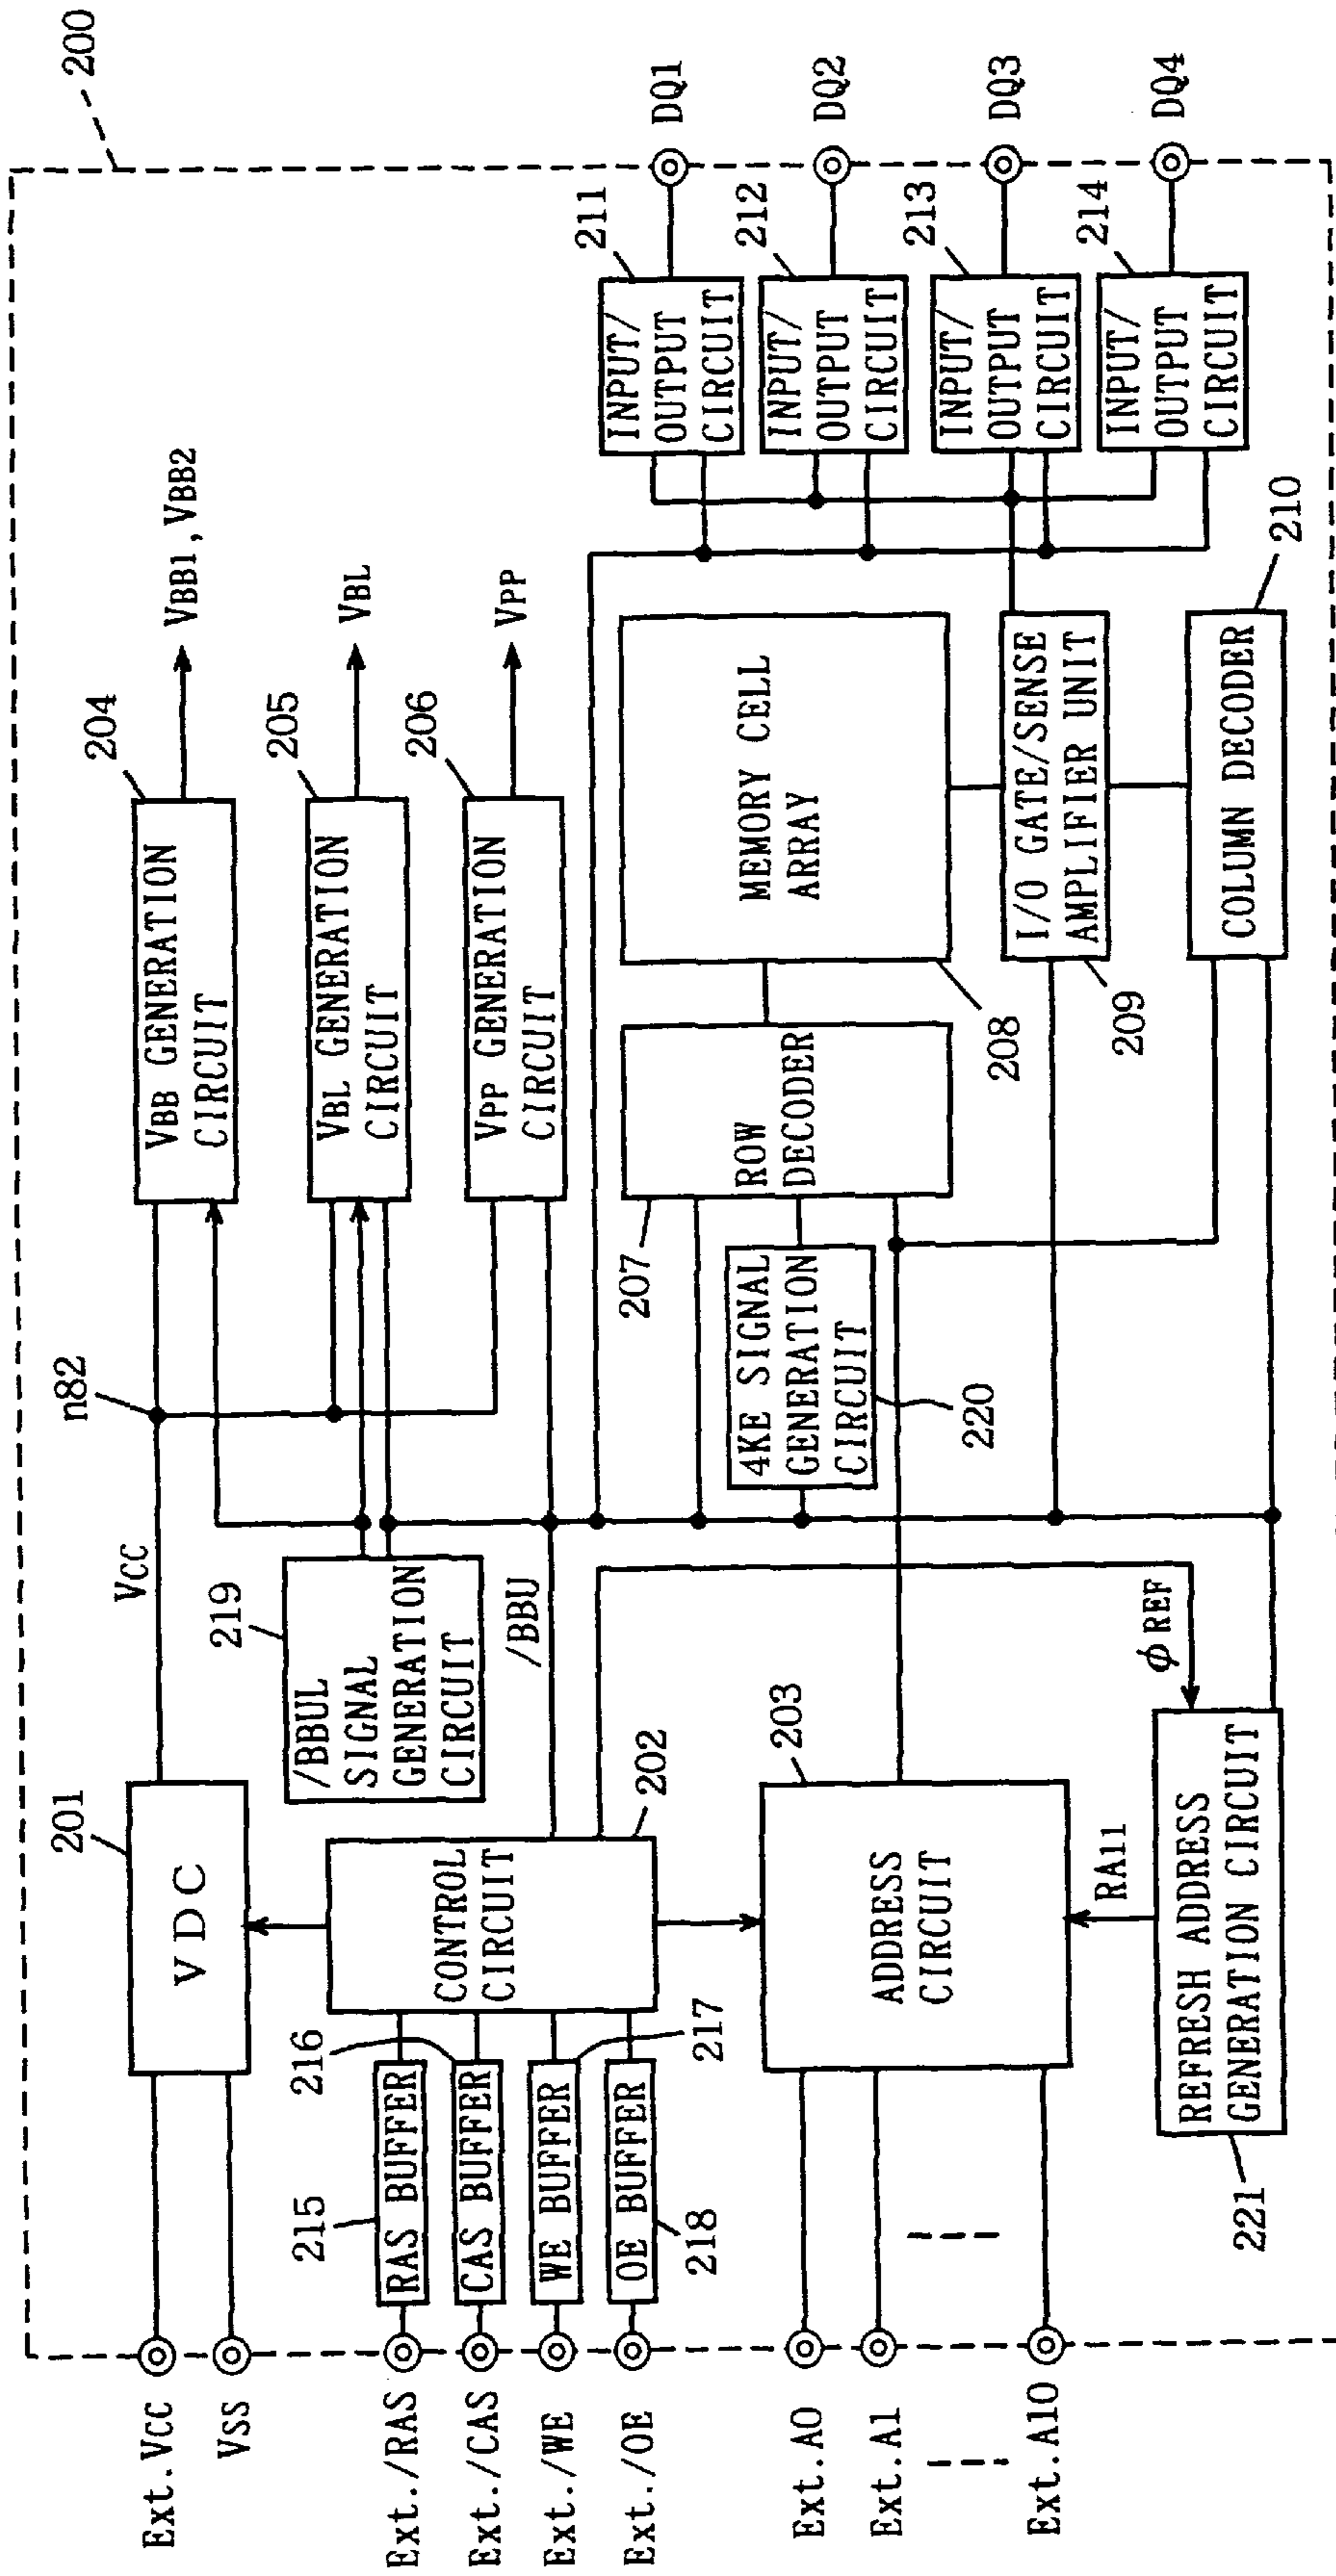 200
Ext.VCC
VSS
Ext./RAS
Ext./CAS
Ext./WE
Ext./OE
Ext.A0
Ext.A1
Ext.A10
201
VDC
VCC
n82
204
VBB GENERATION
CIRCUIT
VBB1,VBB2
219
/BBUL
SIGNAL
GENERATION
CIRCUIT
205
VBL GENERATION
CIRCUIT
VBL
206
VPP GENERATION
CIRCUIT
VPP
215
RAS BUFFER
216
CAS BUFFER
WE BUFFER
217
OE BUFFER
218
CONTROL
CIRCUIT
202
/BBU
203
ADDRESS
CIRCUIT
RA11
REFRESH ADDRESS
GENERATION CIRCUIT
221
φREF
207
ROW
DECODER
4KE SIGNAL
GENERATION
CIRCUIT
220
MEMORY CELL
ARRAY
208
I/O GATE/SENSE
AMPLIFIER UNIT
209
COLUMN DECODER
210
211
INPUT/
OUTPUT
CIRCUIT
DQ1
212
INPUT/
OUTPUT
CIRCUIT
DQ2
213
INPUT/
OUTPUT
CIRCUIT
DQ3
214
INPUT/
OUTPUT
CIRCUIT
DQ4